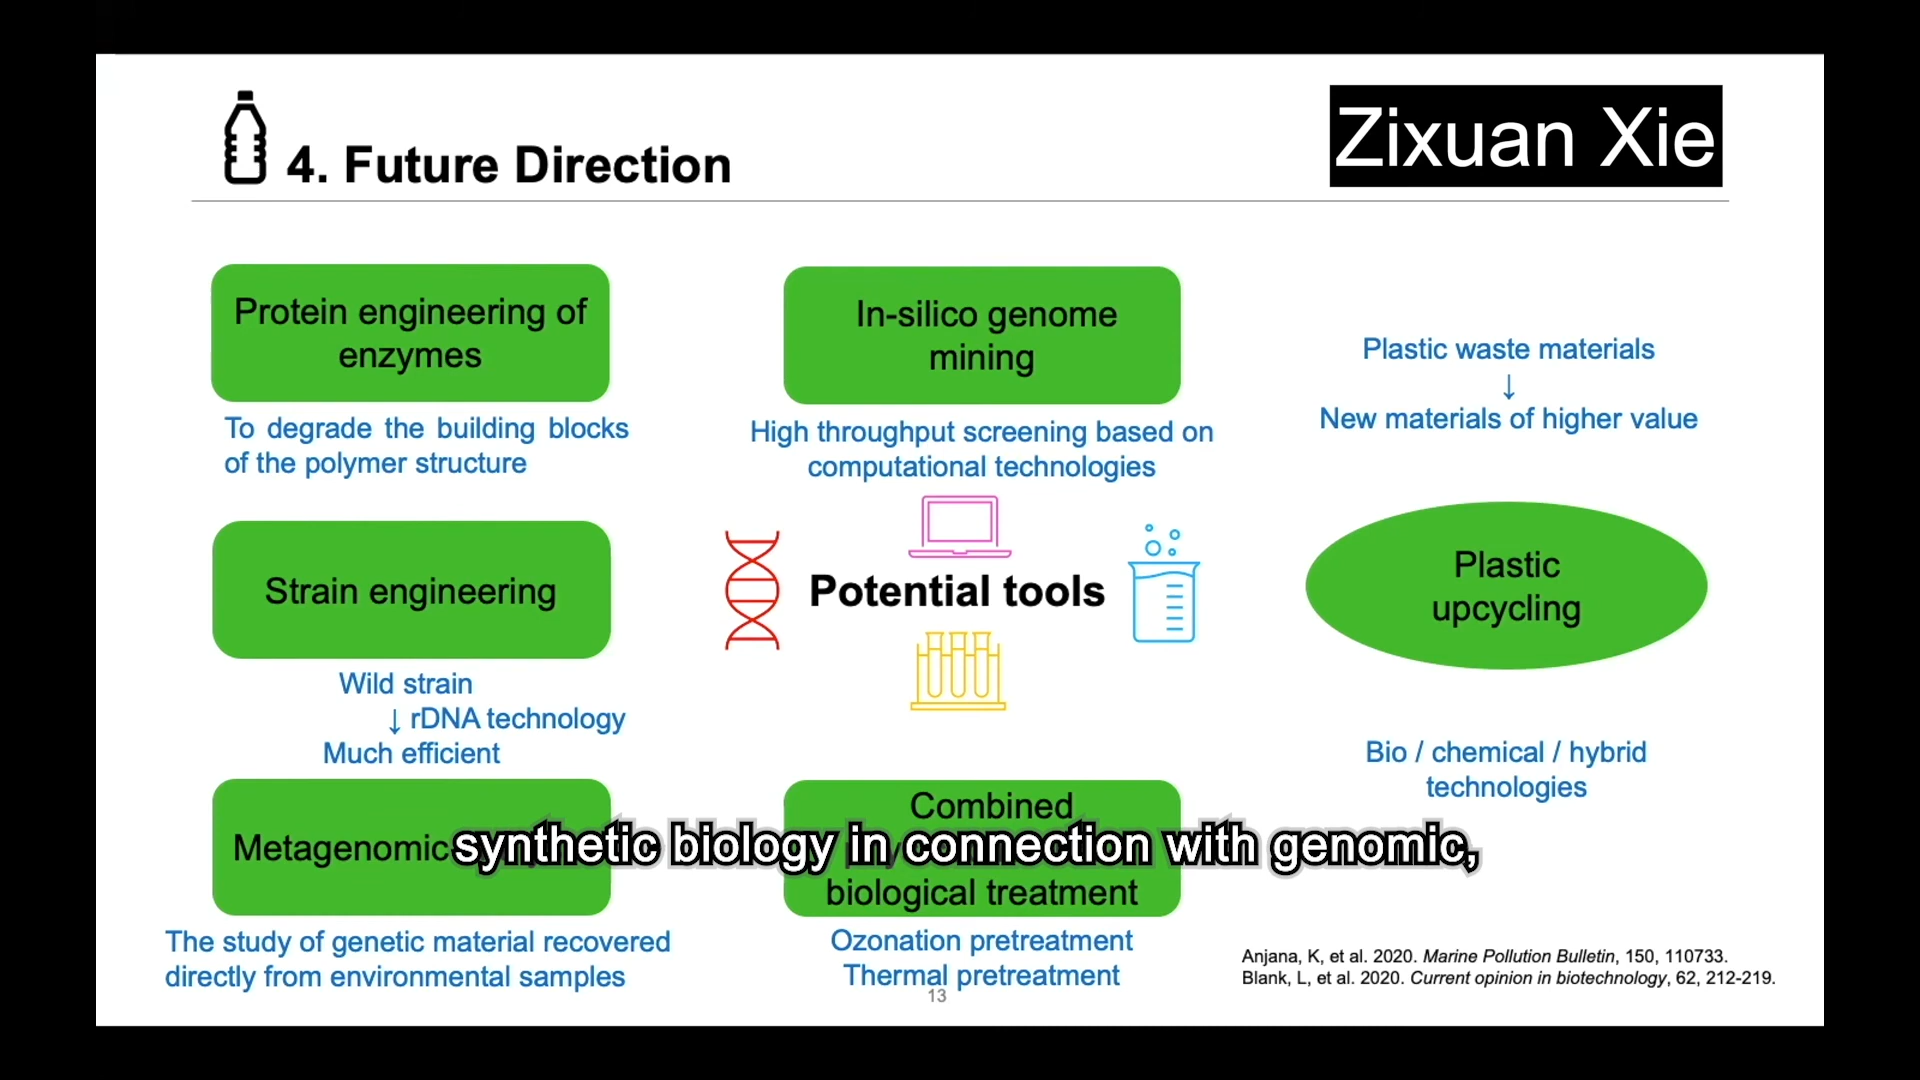 4. Future Direction
Zixuan Xie
Protein engineering of
enzymes
To degrade the building blocks
of the polymer structure
In-silico genome
mining
High throughput screening based on
computational technologies
Plastic waste materials
↓
New materials of higher value
Strain engineering
Wild strain
↓ rDNA technology
Much efficient
Potential tools
Plastic
upcycling
Bio / chemical / hybrid
technologies
Metagenomic
Combined
biological treatment
synthetic biology in connection with genomic,
The study of genetic material recovered
directly from environmental samples
Ozonation pretreatment
Thermal pretreatment
Anjana, K, et al. 2020. Marine Pollution Bulletin, 150, 110733.
Blank, L, et al. 2020. Current opinion in biotechnology, 62, 212-219.
13